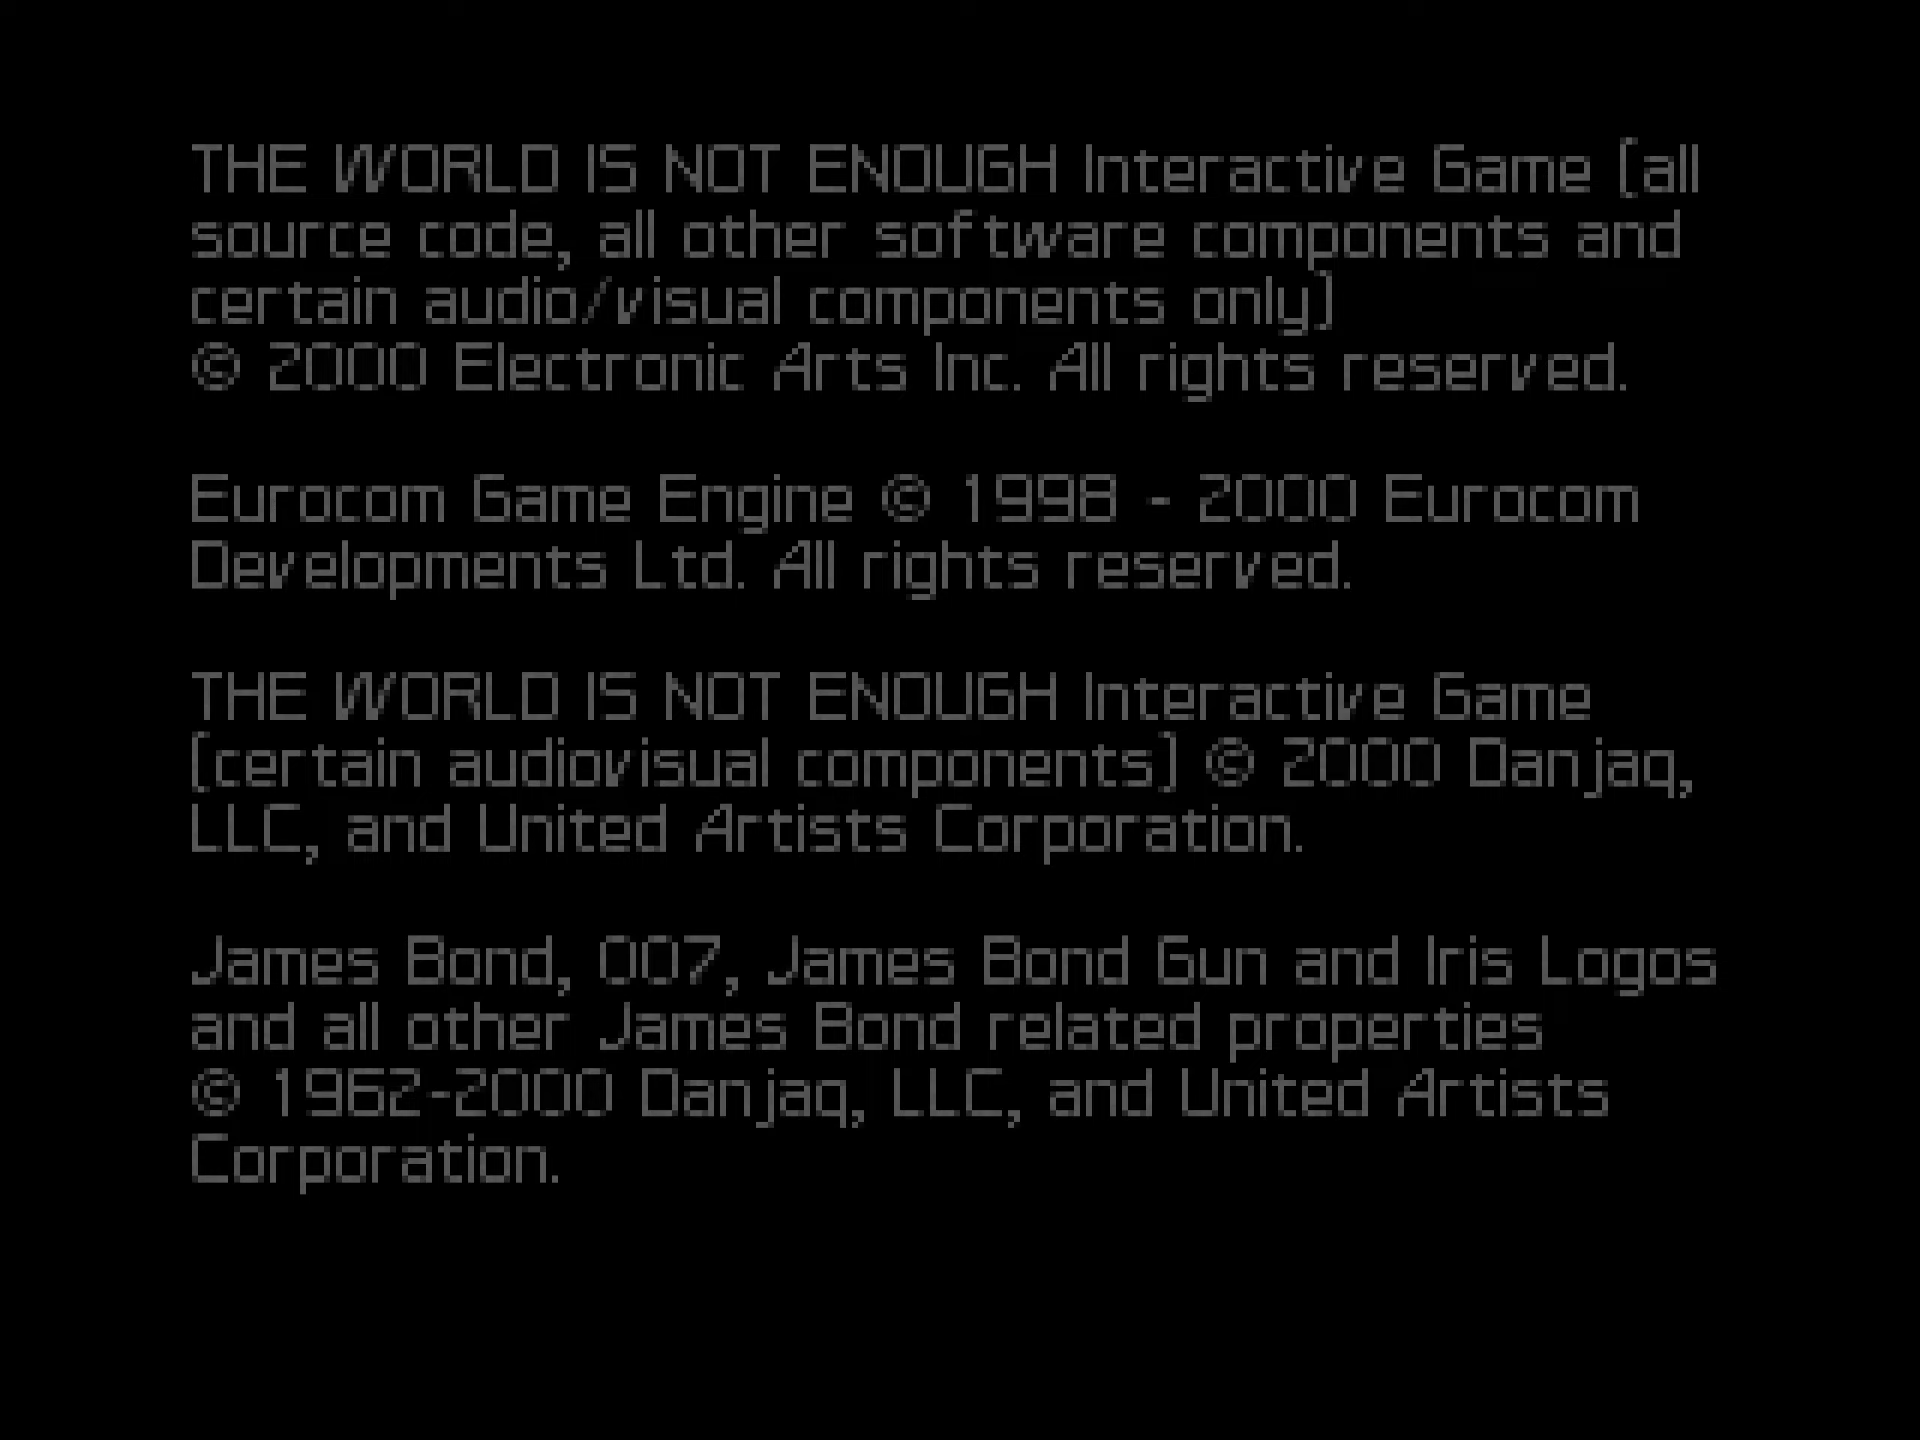 THE WORLD IS NOT ENOUGH Interactive Game (all
source code, all other software components and
certain audio/visual components only)
© 2000 Electronic Arts Inc. All rights reserved.
Eurocom Game Engine © 1998 - 2000 Eurocom
Developments Ltd. All rights reserved.
THE WORLD IS NOT ENOUGH Interactive Game
(certain audiovisual components) © 2000 Danjaq,
LLC, and United Artists Corporation.
James Bond, 007, James Bond Gun and Iris Logos
and all other James Bond related properties
© 1962-2000 Danjaq, LLC, and United Artists
Corporation.